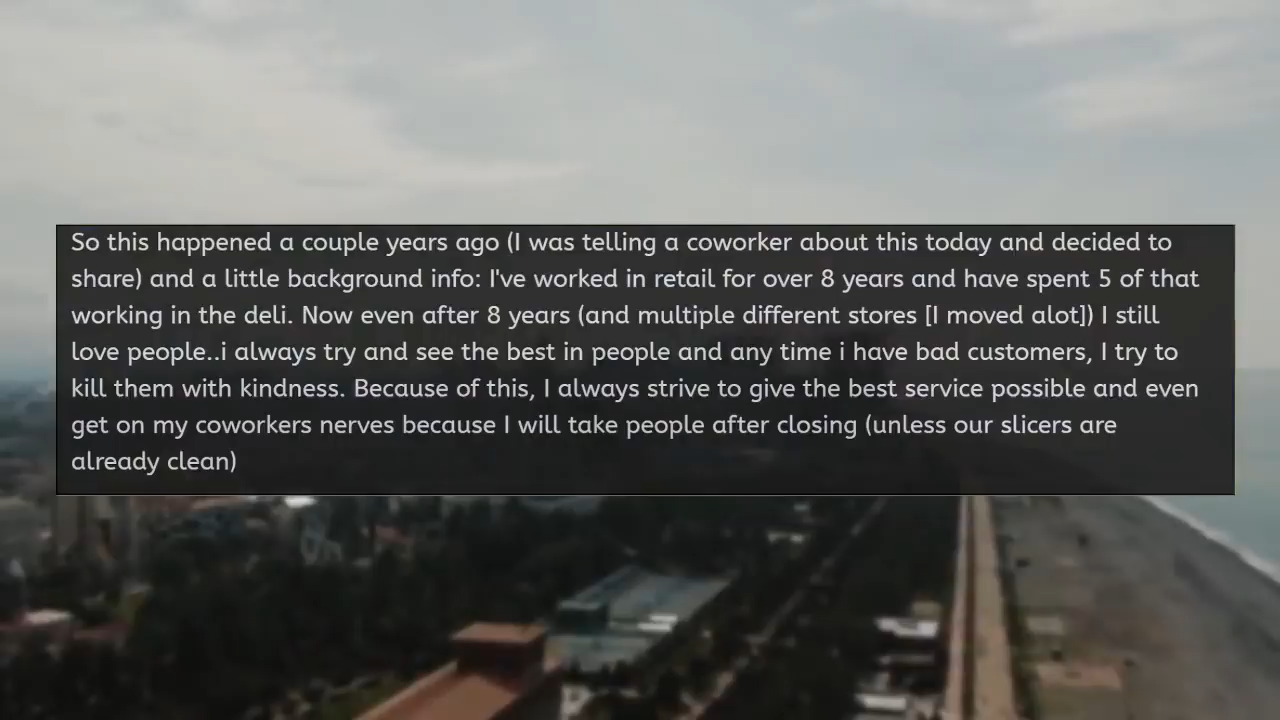 So this happened a couple years ago (I was telling a coworker about this today and decided to
share) and a little background info: I've worked in retail for over 8 years and have spent 5 of that
working in the deli. Now even after 8 years (and multiple different stores [I moved alot]) I still
love people..i always try and see the best in people and any time i have bad customers, I try to
kill them with kindness. Because of this, I always strive to give the best service possible and even
get on my coworkers nerves because I will take people after closing (unless our slicers are
already clean)